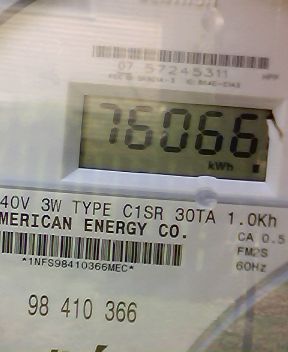 07 57245311
76066
kWh
40V 3W TYPE C1SR 30TA 1.0Kh
MERICAN ENERGY CO.
CA 0.5
FM2S
*1NFS98410366MEC*
60Hz
98 410 366